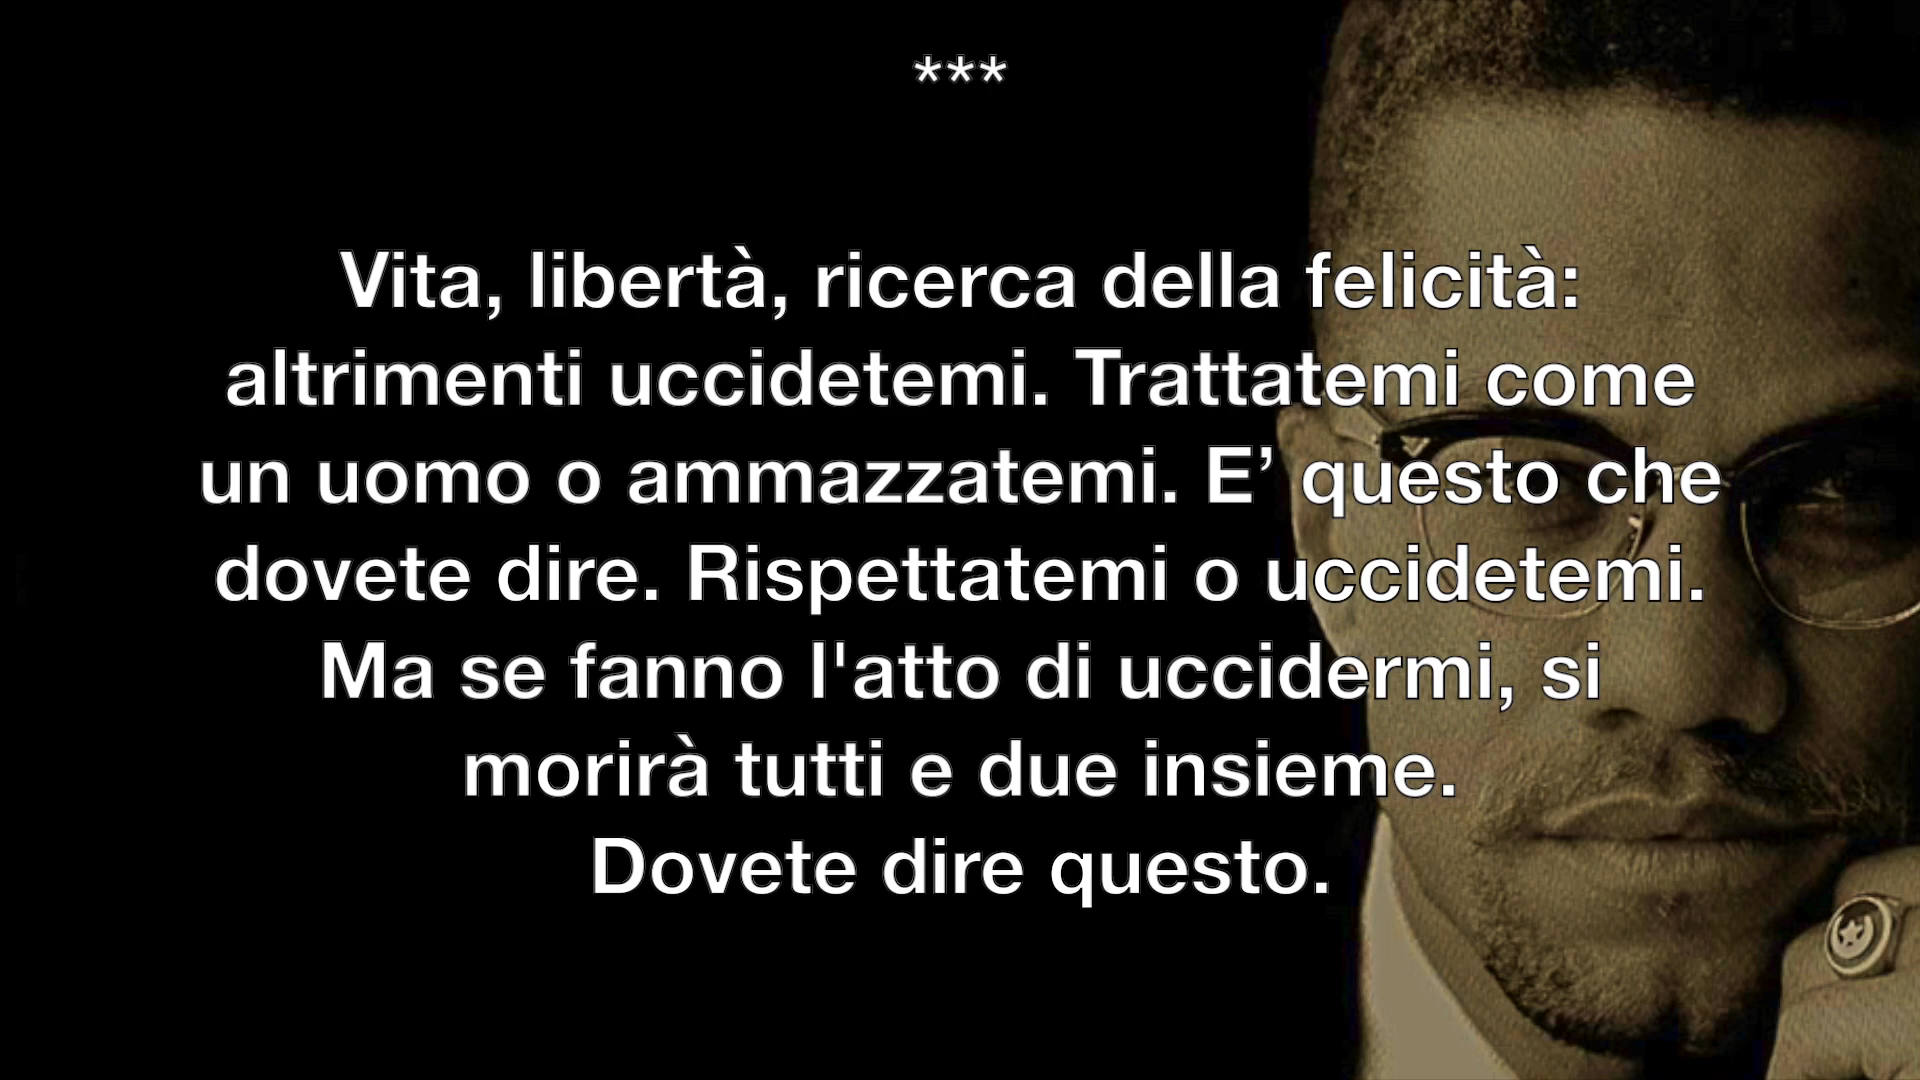 ***
Vita, libertà, ricerca della felicità:
altrimenti uccidetemi. Trattatemi come
un uomo o ammazzatemi. E’ questo che
dovete dire. Rispettatemi o uccidetemi.
Ma se fanno l'atto di uccidermi, si
morirà tutti e due insieme.
Dovete dire questo.